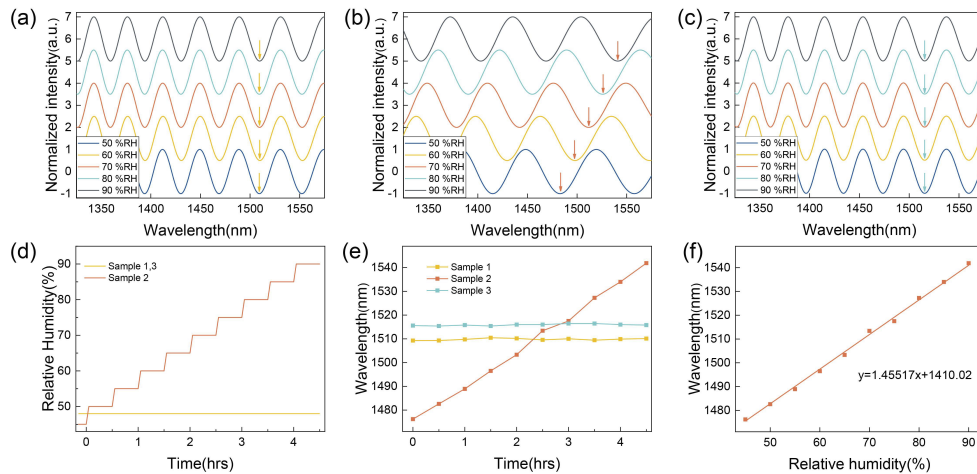 (a)
Normalized intensity(a.u.)
7
6
5
4
3
2
1
0
-1
50 %RH
60 %RH
70 %RH
80 %RH
90 %RH
1350 1400 1450 1500 1550
Wavelength(nm)
(b)
Normalized intensity(a.u.)
7
6
5
4
3
2
1
0
-1
50 %RH
60 %RH
70 %RH
80 %RH
90 %RH
1350 1400 1450 1500 1550
Wavelength(nm)
(c)
Normalized intensity(a.u.)
7
6
5
4
3
2
1
0
-1
50 %RH
60 %RH
70 %RH
80 %RH
90 %RH
1350 1400 1450 1500 1550
Wavelength(nm)
(d)
Relative Humidity(%)
90
80
70
60
50
Sample 1,3
Sample 2
0 1 2 3 4
Time(hrs)
(e)
Wavelength(nm)
1540
1530
1520
1510
1500
1490
1480
Sample 1
Sample 2
Sample 3
0 1 2 3 4
Time(hrs)
(f)
Wavelength(nm)
1540
1530
1520
1510
1500
1490
1480
y=1.45517x+1410.02
50 60 70 80 90
Relative humidity(%)